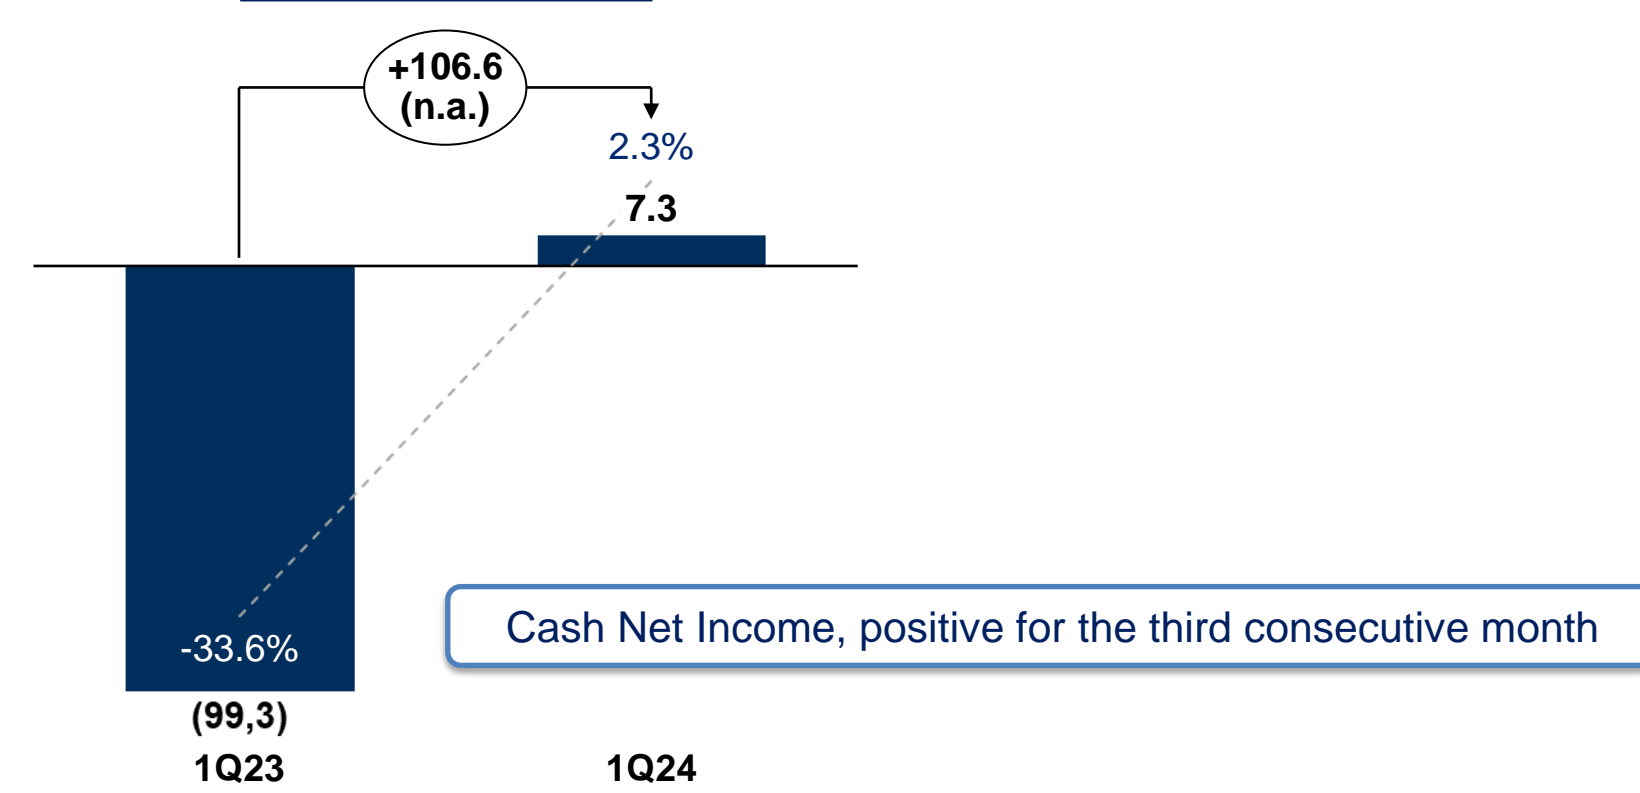 +106.6
(n.a.)
2.3%
7.3
-33.6%
Cash Net Income, positive for the third consecutive month
(99,3)
1Q23 1Q24